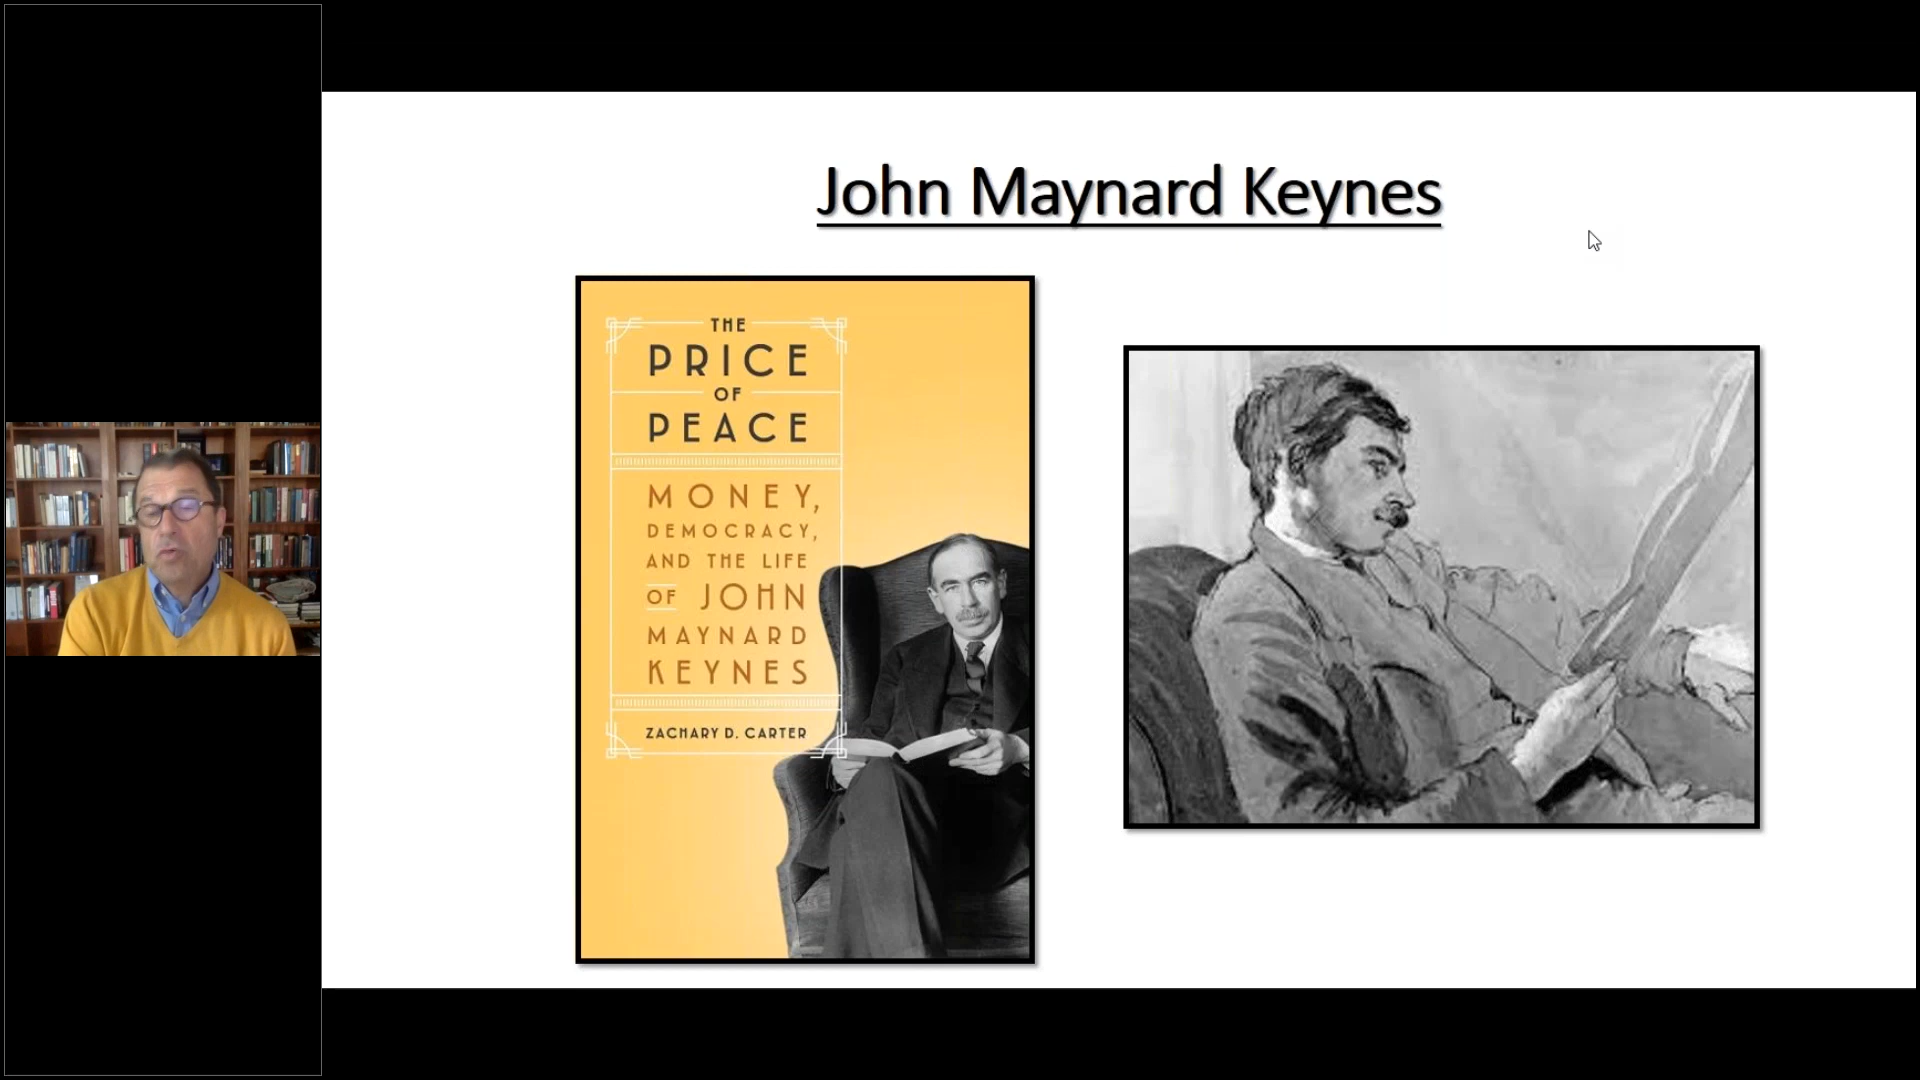 John Maynard Keynes
THE
PRICE
OF
PEACE
MONEY,
DEMOCRACY,
AND THE LIFE
OF JOHN
MAYNARD
KEYNES
ZACHARY D. CARTER